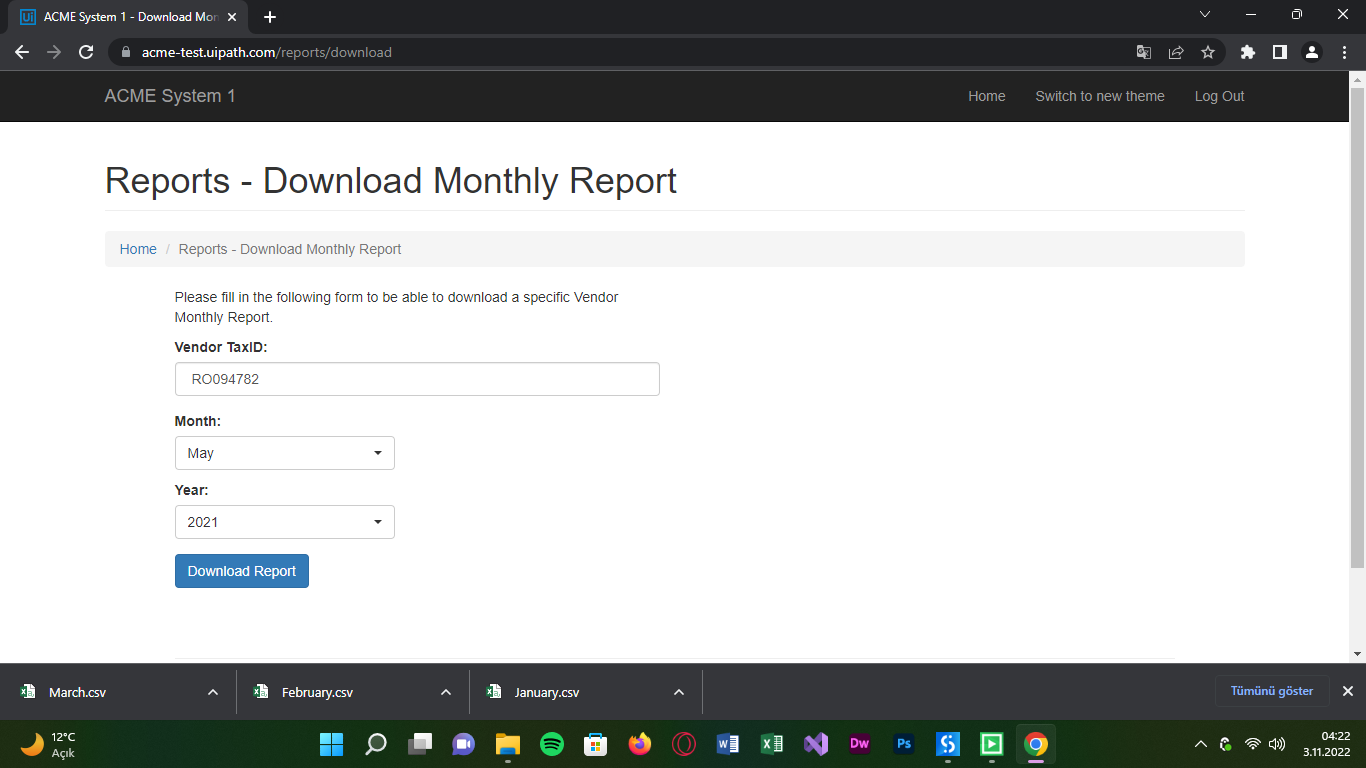 Ui ACME System 1 - Download Mon
acme-test.uipath.com/reports/download
ACME System 1
Home
Switch to new theme
Log Out
Reports - Download Monthly Report
Home / Reports - Download Monthly Report
Please fill in the following form to be able to download a specific Vendor
Monthly Report.
Vendor TaxID:
RO094782
Month:
May
Year:
2021
Download Report
March.csv
February.csv
January.csv
Tümünü göster
12°C
Açık
W
X
Dw
Ps
04:22
3.11.2022